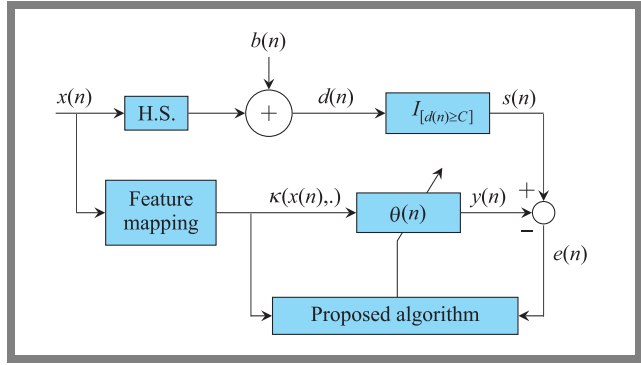 b(n)
x(n)
H.S.
+
d(n)
I[d(n)≥C]
s(n)
Feature
mapping
κ(x(n),.)
θ(n)
y(n)
+
−
e(n)
Proposed algorithm